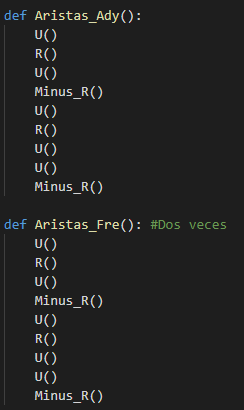 def Aristas_Ady():
    U()
    R()
    U()
    Minus_R()
    U()
    R()
    U()
    U()
    Minus_R()

def Aristas_Fre(): #Dos veces
    U()
    R()
    U()
    Minus_R()
    U()
    R()
    U()
    U()
    Minus_R()